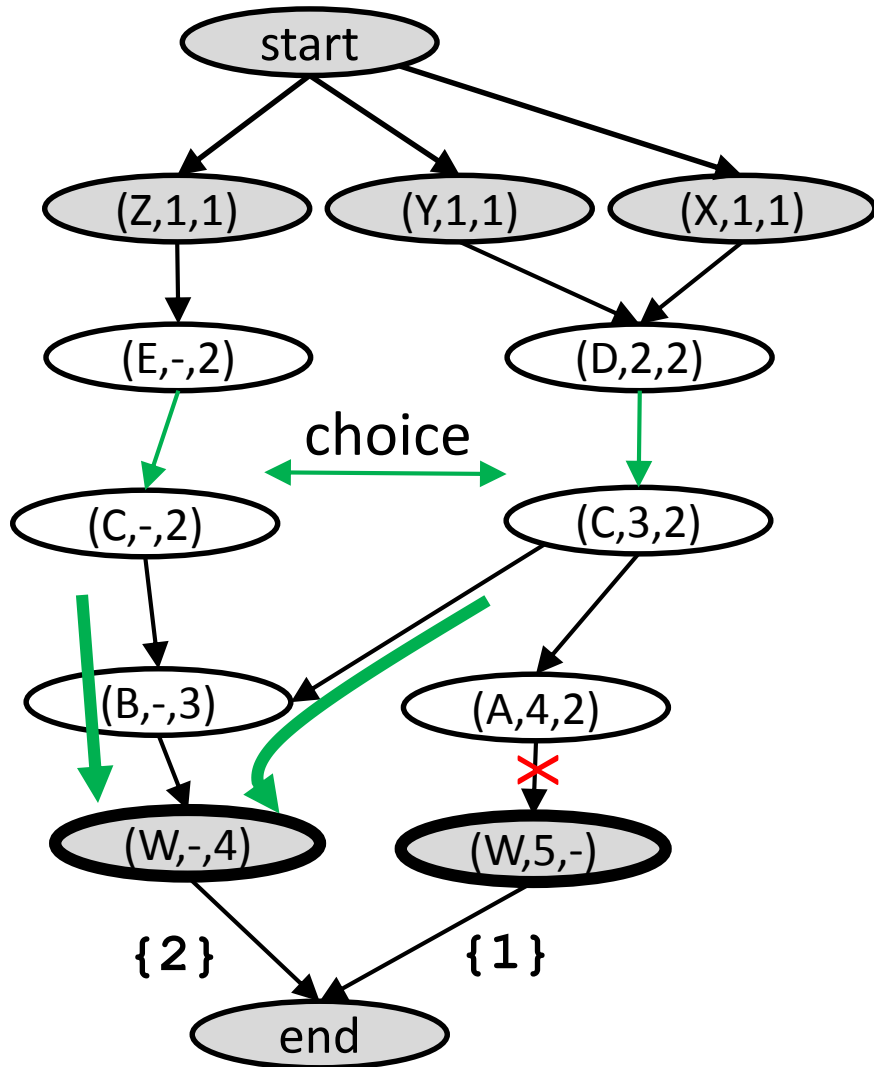 start
(Z,1,1)
(Y,1,1)
(X,1,1)
(E,-,2)
(D,2,2)
choice
(C,-,2)
(C,3,2)
(B,-,3)
(A,4,2)
(W,-,4)
(W,5,-)
{2}
{1}
end